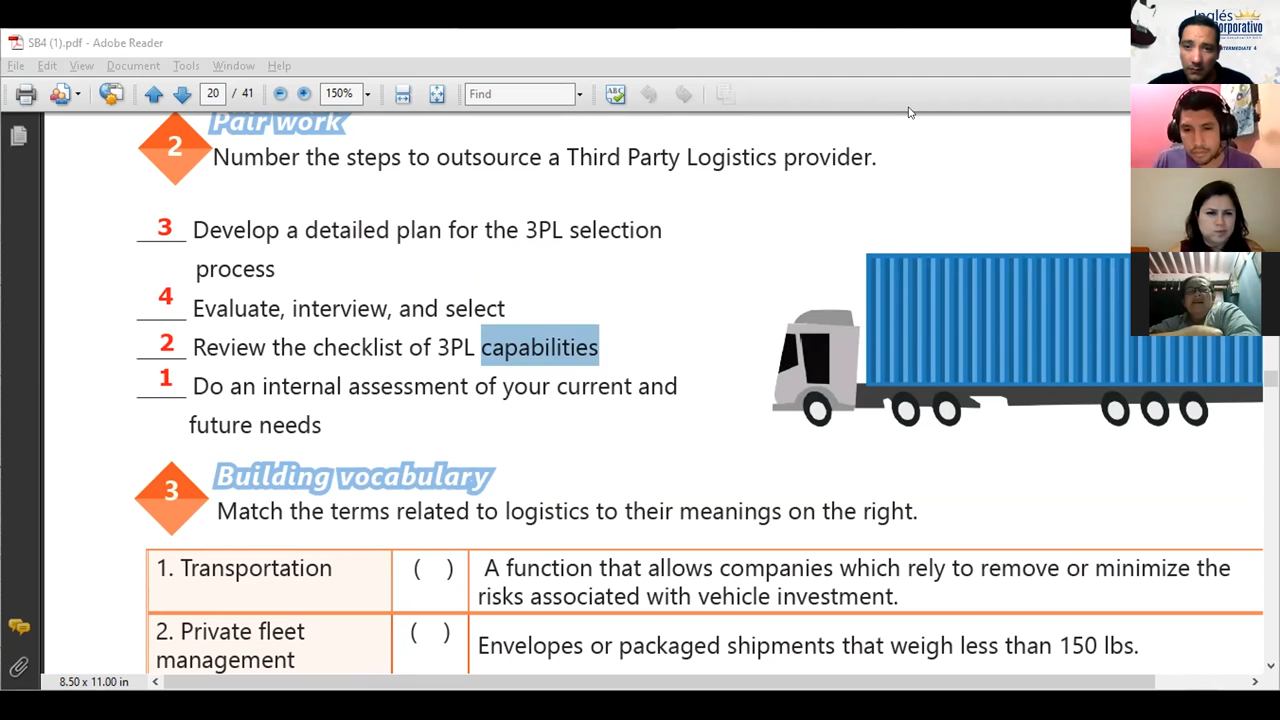 SB4 (1).pdf - Adobe Reader
File Edit View Document Tools Window Help
20 / 41 150% Find
Inglés
Corporativo
INTERMEDIATE 4
Pair work
2 Number the steps to outsource a Third Party Logistics provider.
3 Develop a detailed plan for the 3PL selection
process
4 Evaluate, interview, and select
2 Review the checklist of 3PL capabilities
1 Do an internal assessment of your current and
future needs
Building vocabulary
3 Match the terms related to logistics to their meanings on the right.
1. Transportation ( ) A function that allows companies which rely to remove or minimize the
risks associated with vehicle investment.
2. Private fleet
management ( ) Envelopes or packaged shipments that weigh less than 150 lbs.
8.50 x 11.00 in